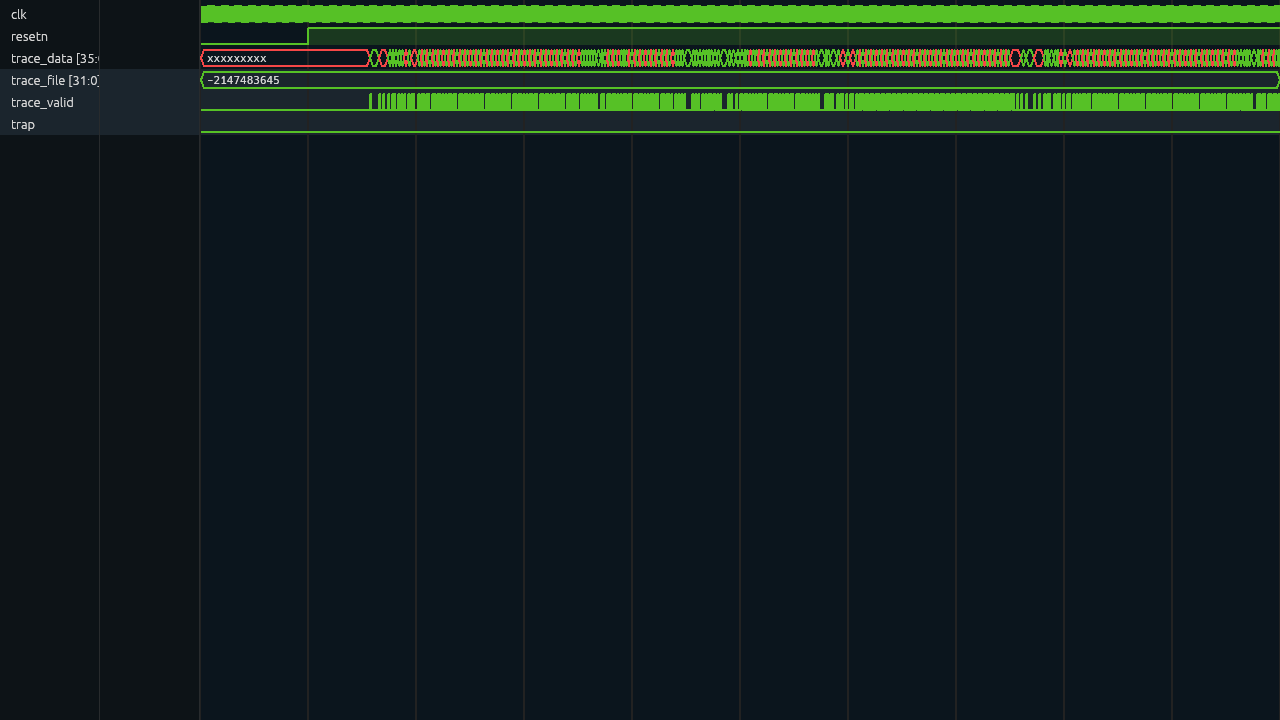 clk
resetn
trace_data [35:
xxxxxxxxx
trace_file [31:0]
-2147483645
trace_valid
trap